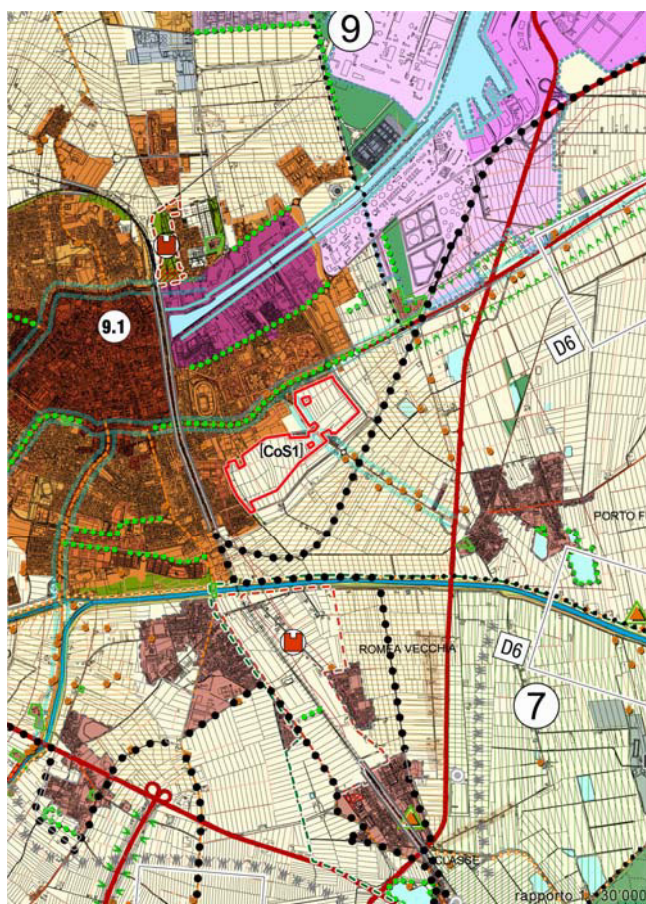 9
9.1
D6
[CoS1]
PORTO F
D6
ROMEA VECCHIA
7
CLASSE
rapporto 1 : 30'000